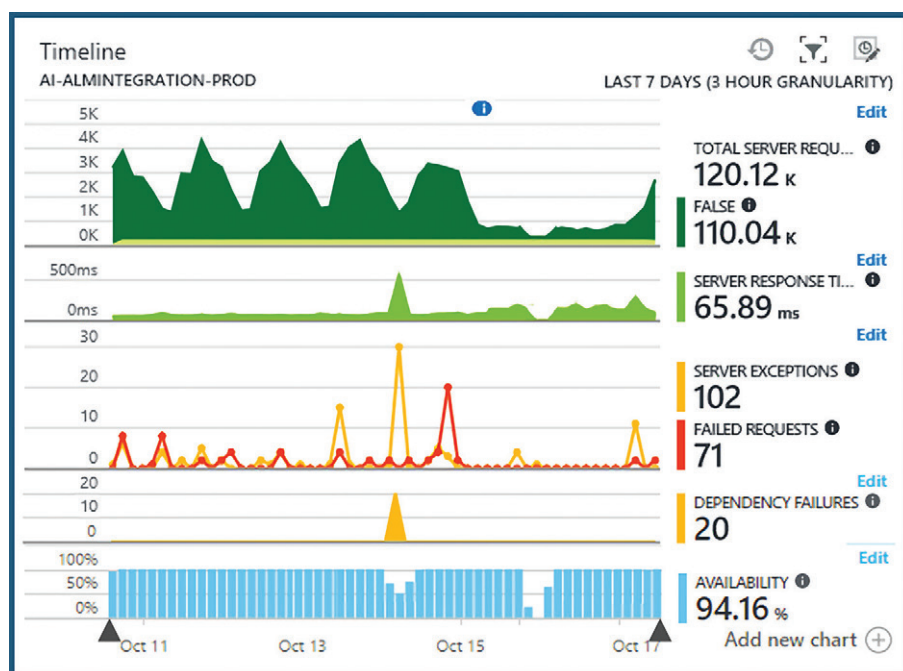 Timeline
AI-ALMINTEGRATION-PROD
LAST 7 DAYS (3 HOUR GRANULARITY)
Edit
5K
4K
3K
2K
1K
0K
TOTAL SERVER REQU...
120.12 K
FALSE
110.04 K
Edit
500ms
0ms
SERVER RESPONSE TI...
65.89 ms
Edit
30
20
10
0
SERVER EXCEPTIONS
102
FAILED REQUESTS
71
Edit
20
10
0
DEPENDENCY FAILURES
20
Edit
100%
50%
0%
AVAILABILITY
94.16 %
Oct 11 Oct 13 Oct 15 Oct 17
Add new chart